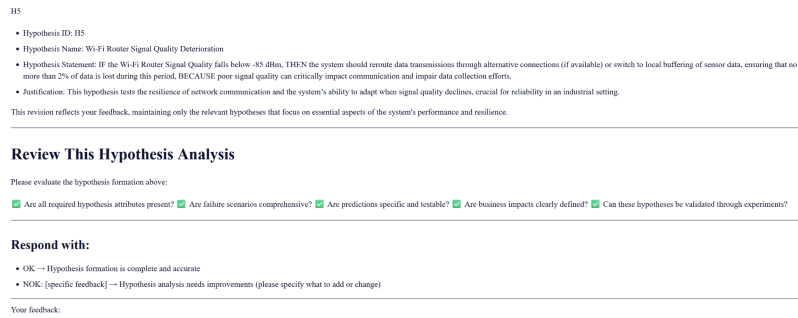 H5
• Hypothesis ID: H5
• Hypothesis Name: Wi-Fi Router Signal Quality Deterioration
• Hypothesis Statement: IF the Wi-Fi Router Signal Quality falls below -85 dBm, THEN the system should reroute data transmissions through alternative connections (if available) or switch to local buffering of sensor data, ensuring that no
more than 2% of data is lost during this period, BECAUSE poor signal quality can critically impact communication and impair data collection efforts.
• Justification: This hypothesis tests the resilience of network communication and the system's ability to adapt when signal quality declines, crucial for reliability in an industrial setting.
This revision reflects your feedback, maintaining only the relevant hypotheses that focus on essential aspects of the system's performance and resilience.
Review This Hypothesis Analysis
Please evaluate the hypothesis formation above:
✅ Are all required hypothesis attributes present? ✅ Are failure scenarios comprehensive? ✅ Are predictions specific and testable? ✅ Are business impacts clearly defined? ✅ Can these hypotheses be validated through experiments?
Respond with:
• OK → Hypothesis formation is complete and accurate
• NOK: [specific feedback] → Hypothesis analysis needs improvements (please specify what to add or change)
Your feedback: